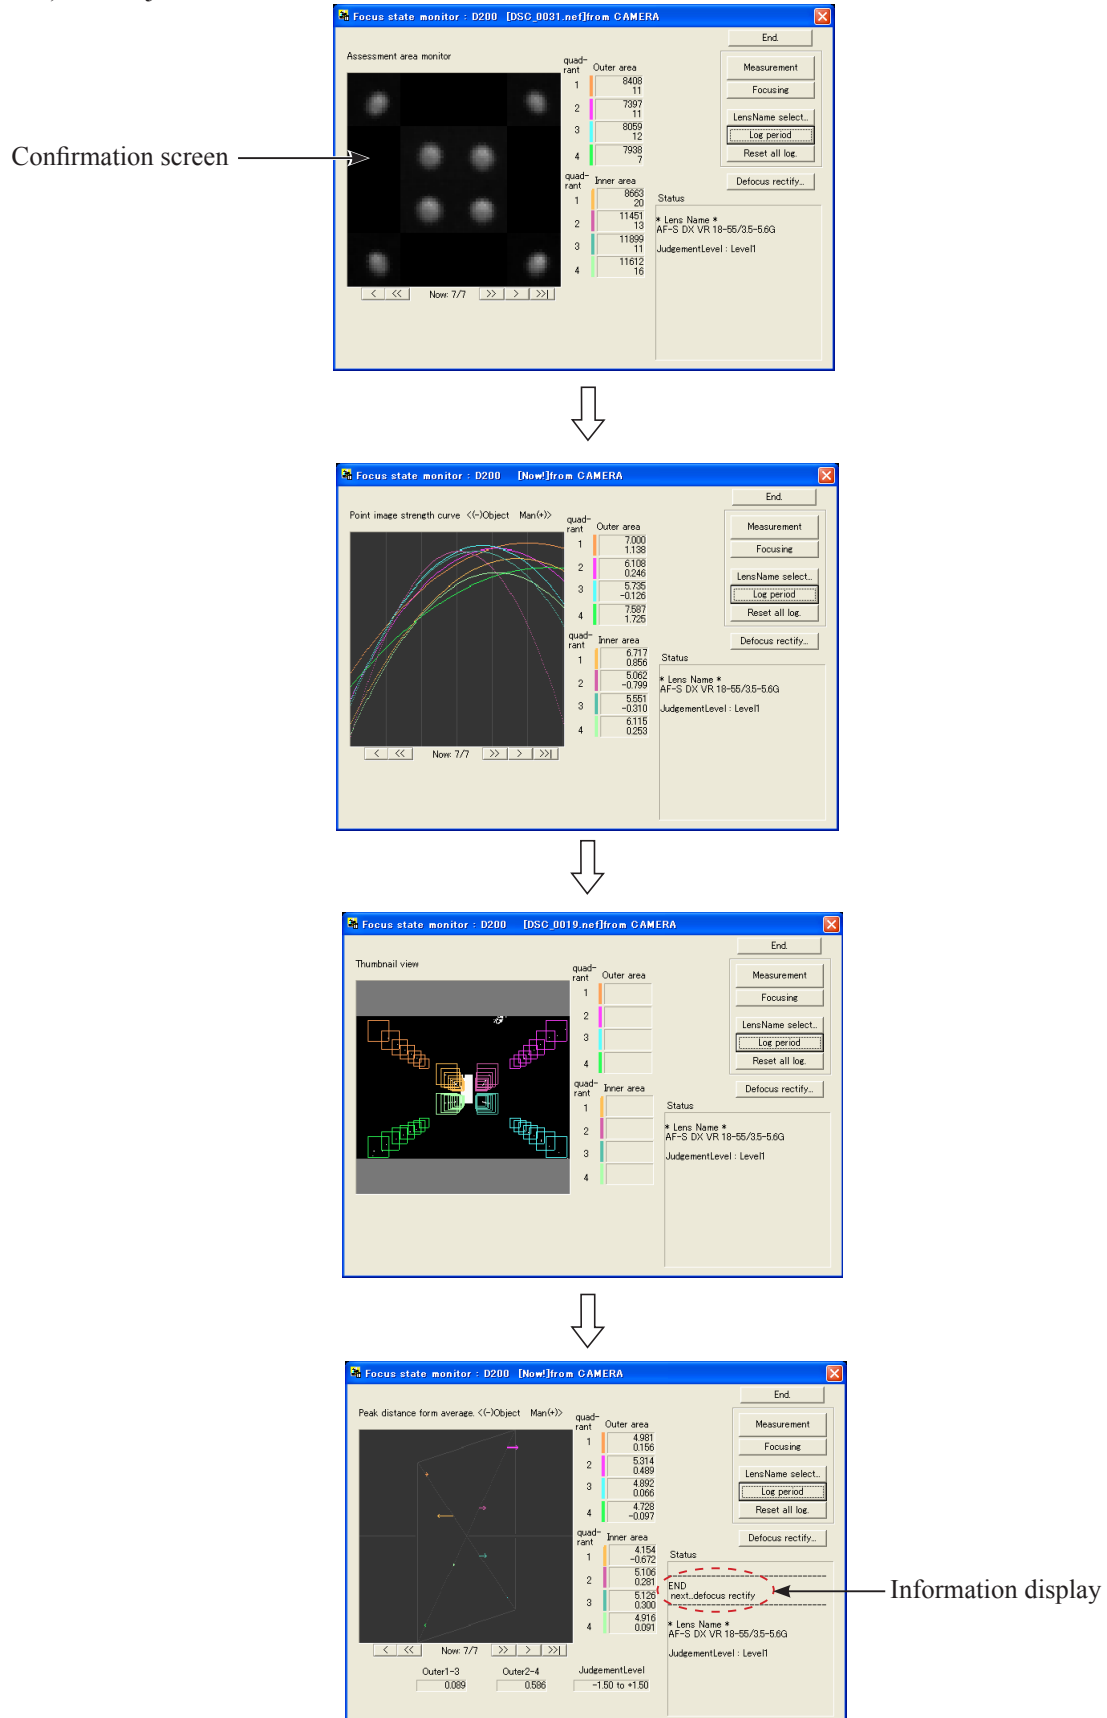 Focus state monitor : D200 [DSC_0031.nef]from CAMERA
End.
Assessment area monitor
quad-
rant Outer area
1 8408
11
2 7397
11
3 8059
12
4 7938
7
Measurement
Focusing
LensName select...
Log period
Reset all log.
Defocus rectify...
Confirmation screen
quad-
rant Inner area
1 8663
20
2 11451
13
3 11899
11
4 11612
16
Status
* Lens Name *
AF-S DX VR 18-55/3.5-5.6G
JudgementLevel : Level1
< << Now: 7/7 >> > >>|
Focus state monitor : D200 [Now!]from CAMERA
End.
Point image strength curve <(-)Object Man(+)>
quad-
rant Outer area
1 7.000
1.138
2 6.108
0.246
3 5.735
-0.126
4 7.587
1.725
Measurement
Focusing
LensName select...
Log period
Reset all log.
Defocus rectify...
quad-
rant Inner area
1 6.717
0.856
2 5.062
-0.799
3 5.551
-0.310
4 6.115
0.253
Status
* Lens Name *
AF-S DX VR 18-55/3.5-5.6G
JudgementLevel : Level1
< << Now: 7/7 >> > >>|
Focus state monitor : D200 [DSC_0019.nef]from CAMERA
End.
Thumbnail view
quad-
rant Outer area
1
2
3
4
Measurement
Focusing
LensName select...
Log period
Reset all log.
Defocus rectify...
quad-
rant Inner area
1
2
3
4
Status
* Lens Name *
AF-S DX VR 18-55/3.5-5.6G
JudgementLevel : Level1
Focus state monitor : D200 [Now!]from CAMERA
End.
Peak distance form average. <(-)Object Man(+)>
quad-
rant Outer area
1 4.981
0.156
2 5.314
0.489
3 4.892
0.066
4 4.728
-0.097
Measurement
Focusing
LensName select...
Log period
Reset all log.
Defocus rectify...
quad-
rant Inner area
1 4.154
-0.672
2 5.106
0.281
3 5.126
0.300
4 4.916
0.091
Status
END
next...defocus rectify
Information display
* Lens Name *
AF-S DX VR 18-55/3.5-5.6G
JudgementLevel : Level1
< << Now: 7/7 >> > >>|
Outer1-3 Outer2-4 JudgementLevel
0.089 0.586 -1.50 to +1.50